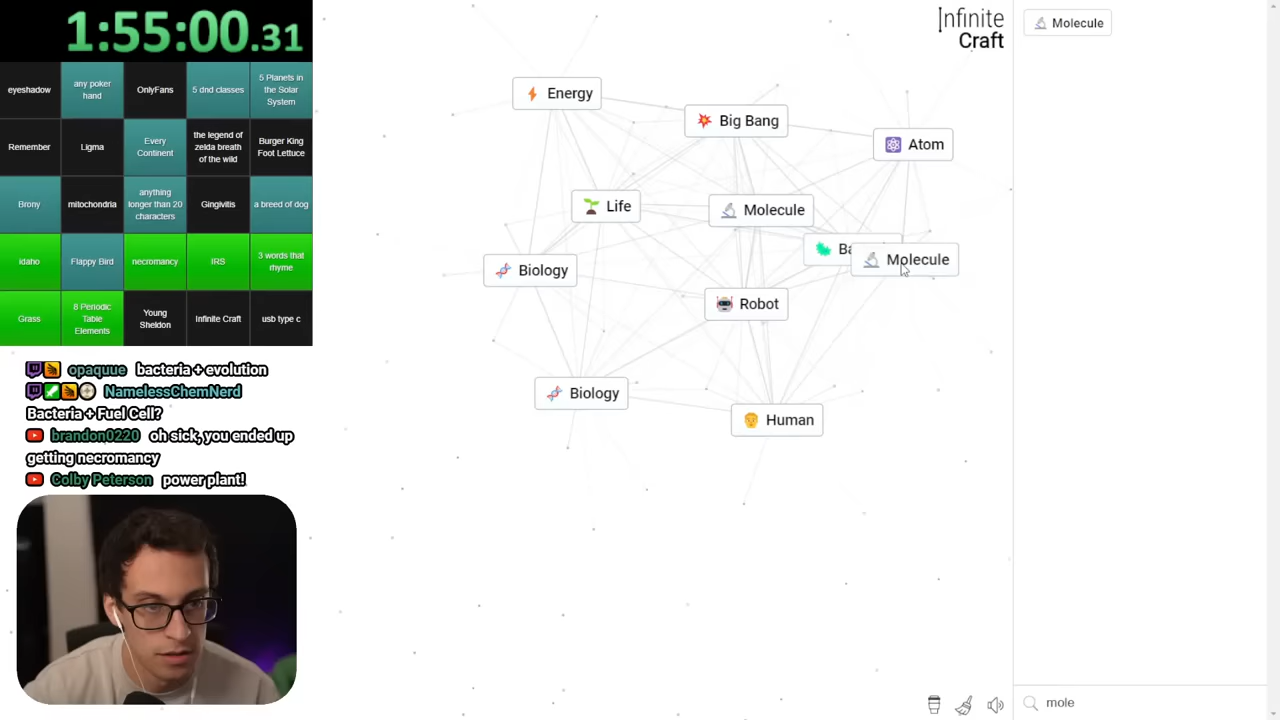 1:55:00.31
eyeshadow
any poker
hand
OnlyFans
5 dnd classes
5 Planets in
the Solar
System
Remember
Ligma
Every
Continent
the legend of
zelda breath
of the wild
Burger King
Foot Lettuce
Brony
mitochondria
anything
longer than 20
characters
Gingivitis
a breed of dog
idaho
Flappy Bird
necromancy
IRS
3 words that
rhyme
Grass
8 Periodic
Table
Elements
Young
Sheldon
Infinite Craft
usb type c
opaquue bacteria + evolution
NamelessChemNerd
Bacteria + Fuel Cell?
brandon0220 oh sick, you ended up
getting necromancy
Colby Peterson power plant!
Infinite
Craft
Energy
Big Bang
Atom
Life
Molecule
Ba
Molecule
Biology
Robot
Biology
Human
Molecule
mole